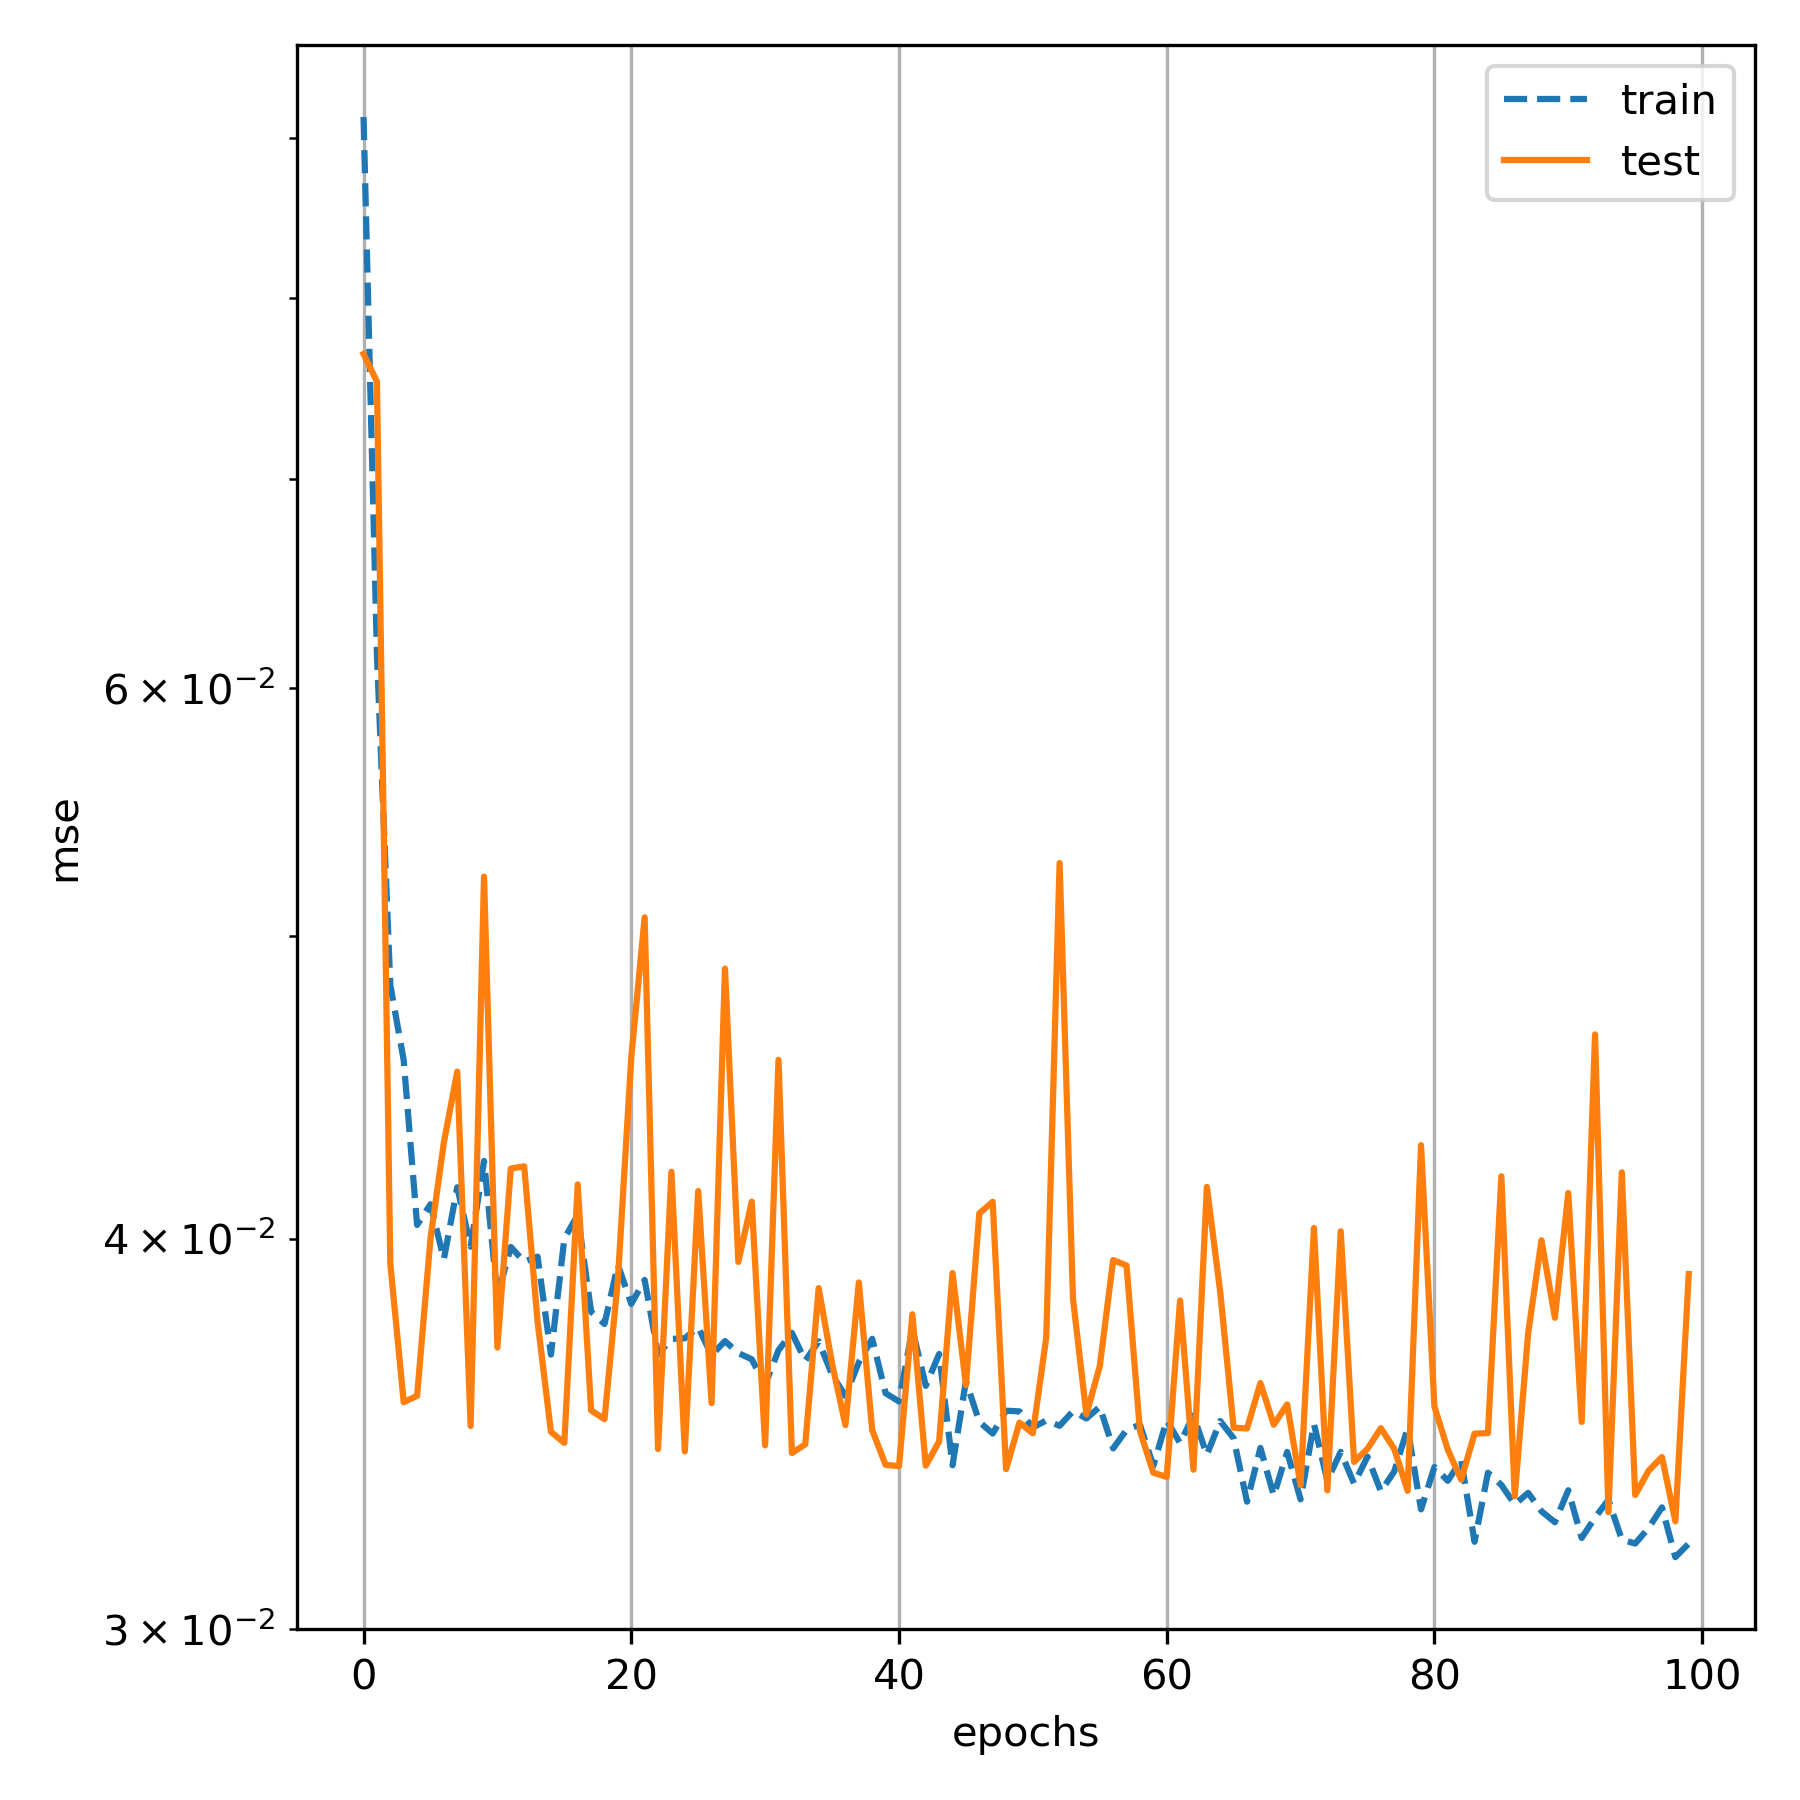 train
test
6 × 10⁻²
mse
4 × 10⁻²
3 × 10⁻²
0 20 40 60 80 100
epochs